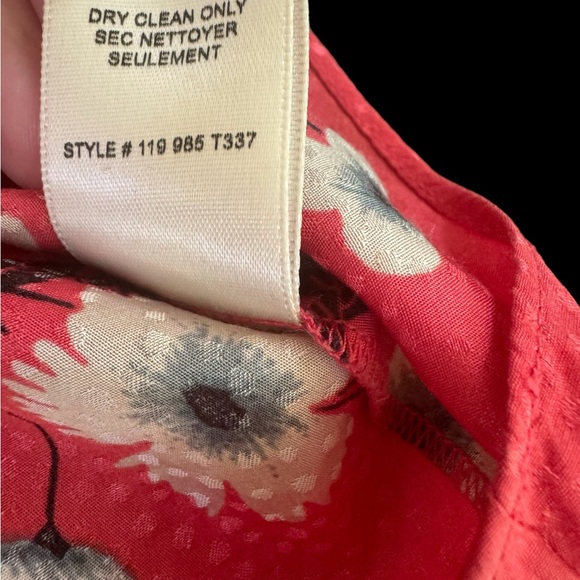 DRY CLEAN ONLY
SEC NETTOYER
SEULEMENT
STYLE # 119 985 T337